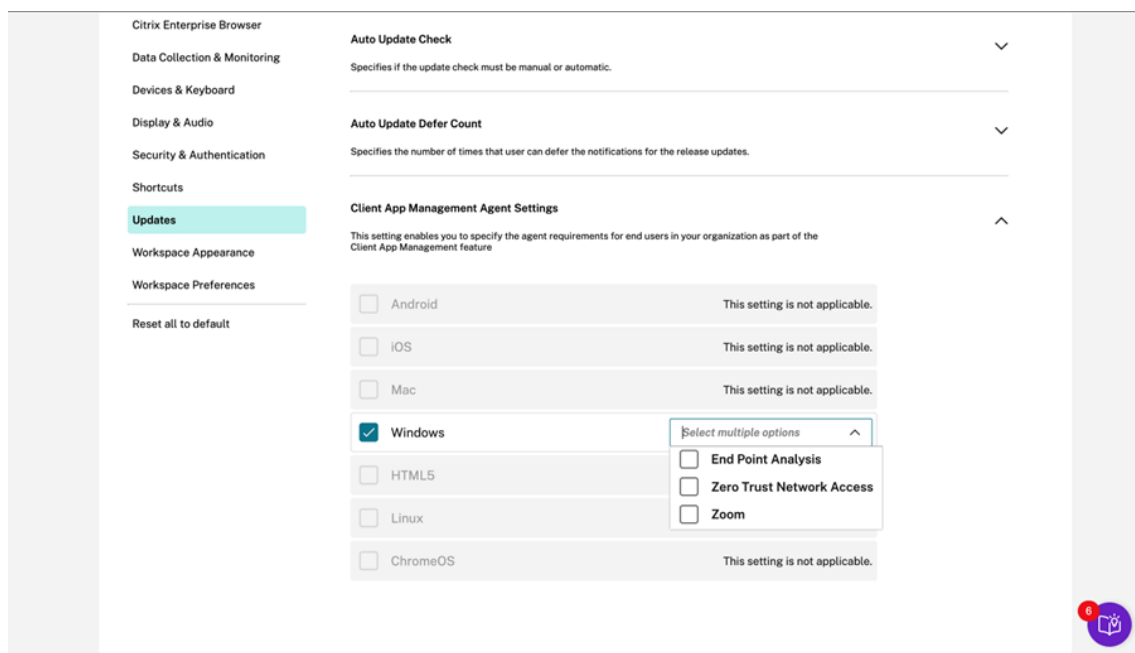 Citrix Enterprise Browser
Data Collection & Monitoring
Devices & Keyboard
Display & Audio
Security & Authentication
Shortcuts
Updates
Workspace Appearance
Workspace Preferences
Reset all to default
Auto Update Check
Specifies if the update check must be manual or automatic.
Auto Update Defer Count
Specifies the number of times that user can defer the notifications for the release updates.
Client App Management Agent Settings
This setting enables you to specify the agent requirements for end users in your organization as part of the
Client App Management feature
Android This setting is not applicable.
iOS This setting is not applicable.
Mac This setting is not applicable.
Windows Select multiple options
End Point Analysis
HTML5
Zero Trust Network Access
Zoom
Linux
ChromeOS This setting is not applicable.
6